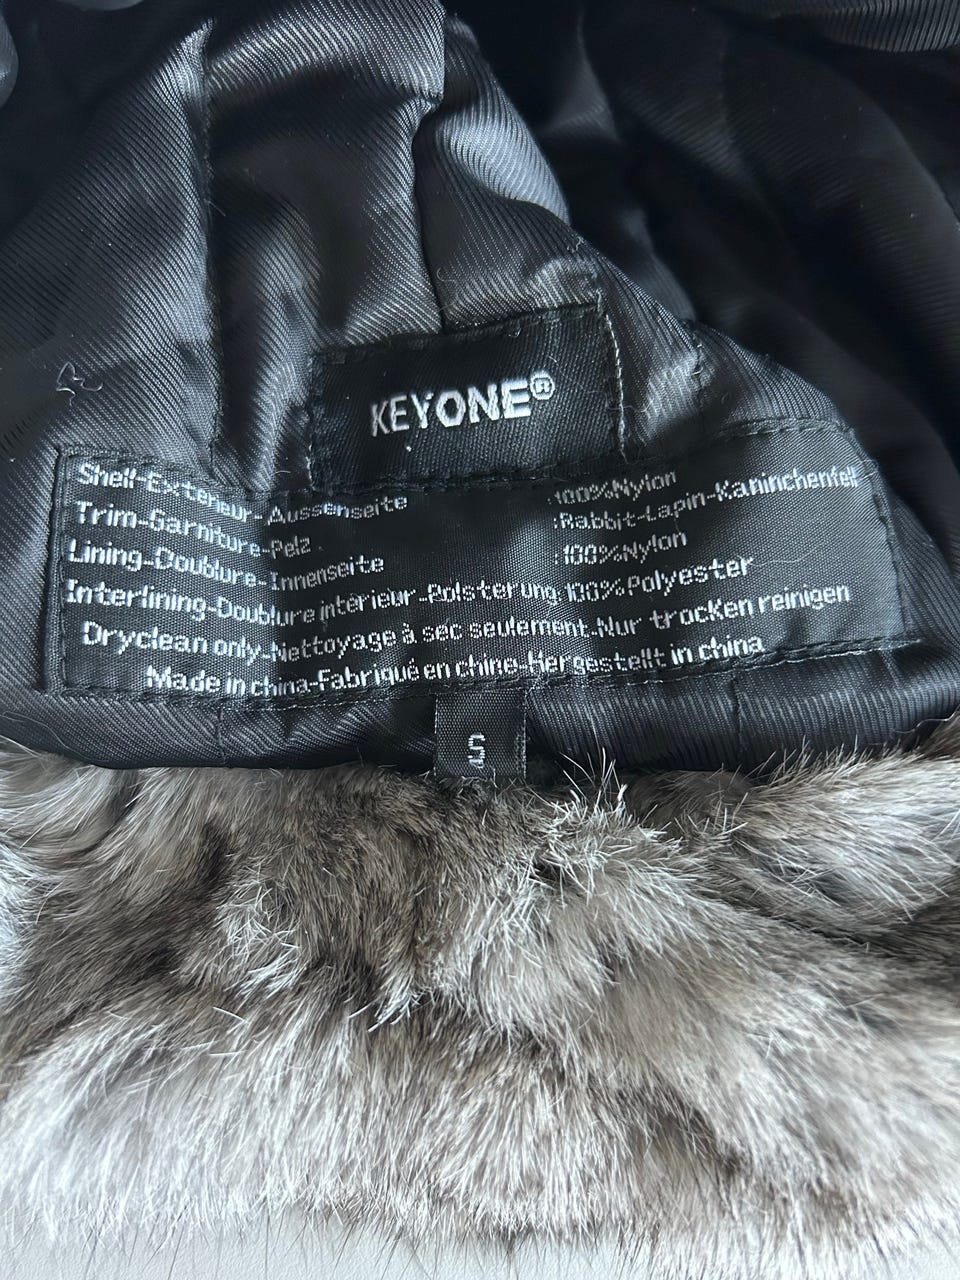 KEYONE®
Shell-Exterieur-Aussenseite :100%Nylon
Trim-Garniture-Pelz :Rabbit-Lapin-Kaninchenfell
Lining-Doublure-Innenseite :100%Nylon
Interlining-Doublure interieur-Polsterung 100%Polyester
Dryclean only-Nettoyage à sec seulement-Nur trocKen reinigen
Made in china-Fabriqué en chine-Hergestellt in china
S